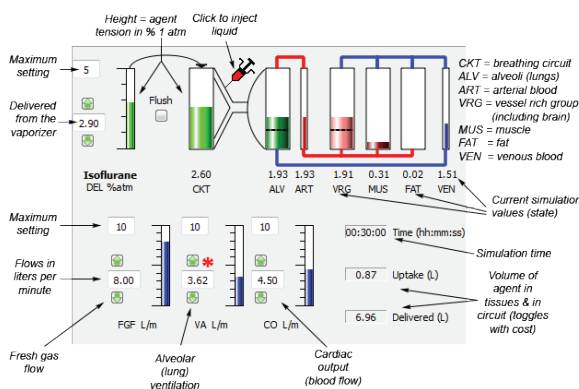 Height = agent
tension in % 1 atm
Click to inject
liquid
Maximum
setting
5
Delivered
from the
vaporizer
2.90
Flush
CKT = breathing circuit
ALV = alveoli (lungs)
ART = arterial blood
VRG = vessel rich group
(including brain)
MUS = muscle
FAT = fat
VEN = venous blood
Isoflurane
DEL %atm
2.60
CKT
1.93 1.93 1.91 0.31 0.02 1.51
ALV ART VRG MUS FAT VEN
Current simulator
values (state)
Maximum
setting
10 10 10
00:30:00 Time (hh:mm:ss)
Simulation time
Flows in
liters per
minute
8.00 3.62 * 4.50
0.87 Uptake (L)
6.96 Delivered (L)
Volume of
agent in
tissues & in
circuit (toggles
with cost)
FGF L/m VA L/m CO L/m
Fresh gas
flow
Alveolar
(lung)
ventilation
Cardiac
output
(blood flow)